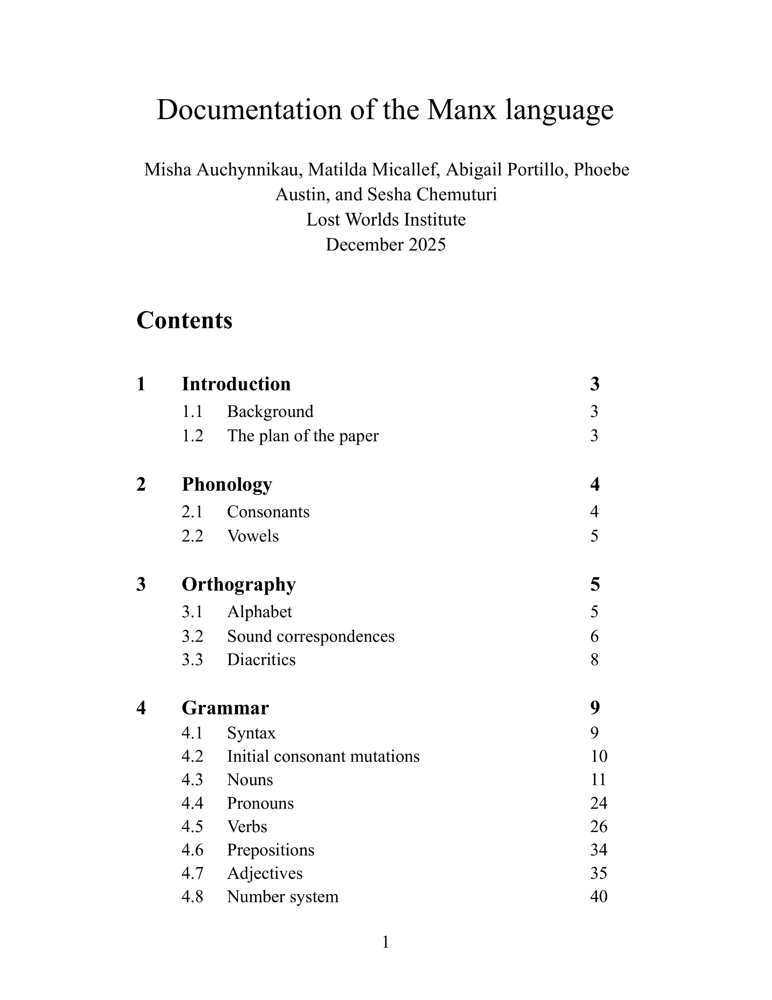 Documentation of the Manx language
Misha Auchynnikau, Matilda Micallef, Abigail Portillo, Phoebe
Austin, and Sesha Chemuturi
Lost Worlds Institute
December 2025
Contents
1 Introduction 3
1.1 Background 3
1.2 The plan of the paper 3
2 Phonology 4
2.1 Consonants 4
2.2 Vowels 5
3 Orthography 5
3.1 Alphabet 5
3.2 Sound correspondences 6
3.3 Diacritics 8
4 Grammar 9
4.1 Syntax 9
4.2 Initial consonant mutations 10
4.3 Nouns 11
4.4 Pronouns 24
4.5 Verbs 26
4.6 Prepositions 34
4.7 Adjectives 35
4.8 Number system 40
1